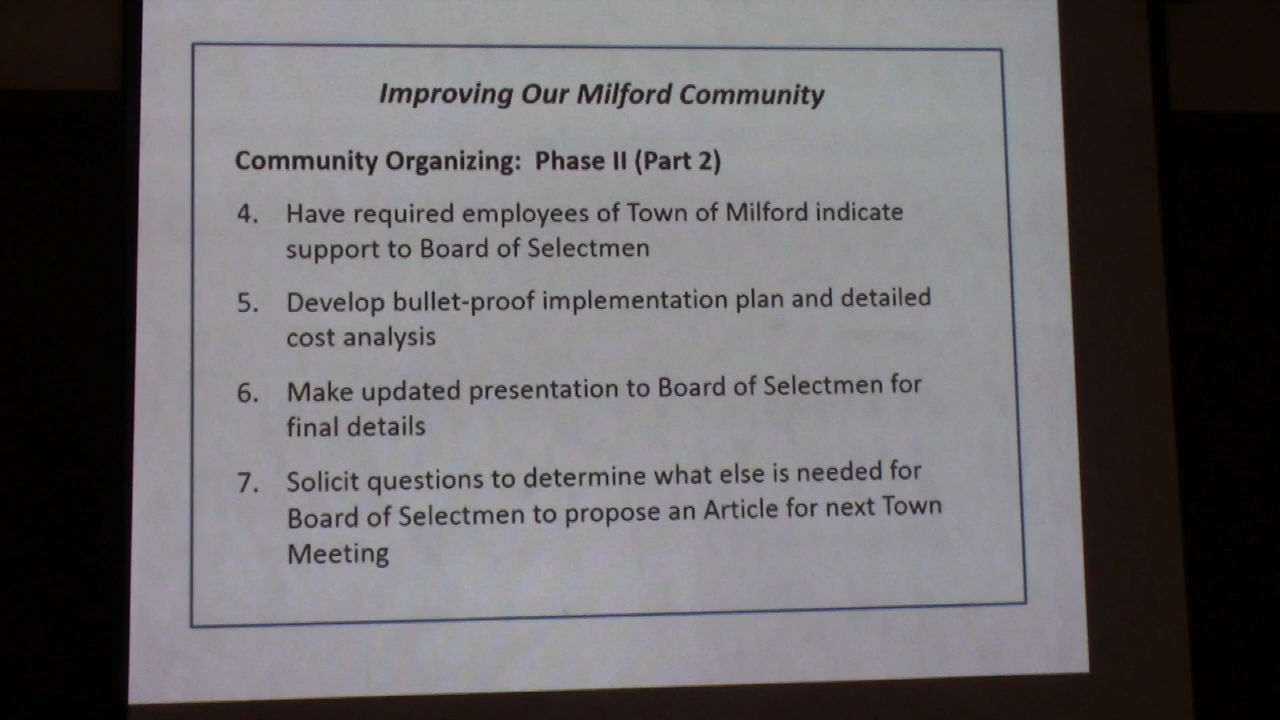 Improving Our Milford Community
Community Organizing: Phase II (Part 2)
4. Have required employees of Town of Milford indicate
support to Board of Selectmen
5. Develop bullet-proof implementation plan and detailed
cost analysis
6. Make updated presentation to Board of Selectmen for
final details
7. Solicit questions to determine what else is needed for
Board of Selectmen to propose an Article for next Town
Meeting